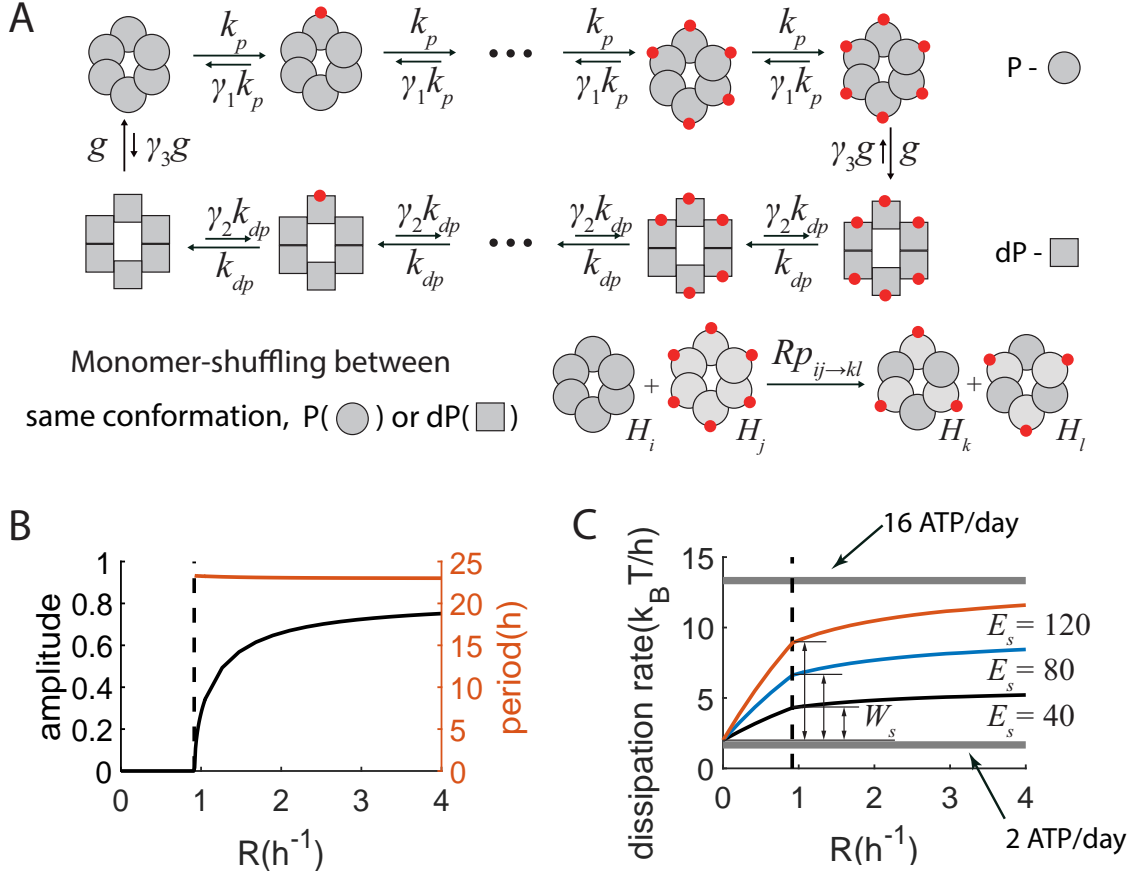 A
k_p k_p ••• k_p k_p
γ_1k_p γ_1k_p γ_1k_p γ_1k_p
P -
g γ_3g γ_3g g
γ_2k_dp γ_2k_dp ••• γ_2k_dp γ_2k_dp
k_dp k_dp k_dp k_dp
dP -
Monomer-shuffling between
same conformation, P( ) or dP( )
+ Rp_ij→kl +
H_i H_j H_k H_l
B
amplitude
1
0.8
0.6
0.4
0.2
0
0 1 2 3 4
R(h^-1)
25
20
15
10
5
0
period(h)
C
16 ATP/day
dissipation rate(k_BT/h)
15
10
5
0
E_s = 120
E_s = 80
W_s
E_s = 40
0 1 2 3 4
R(h^-1)
2 ATP/day